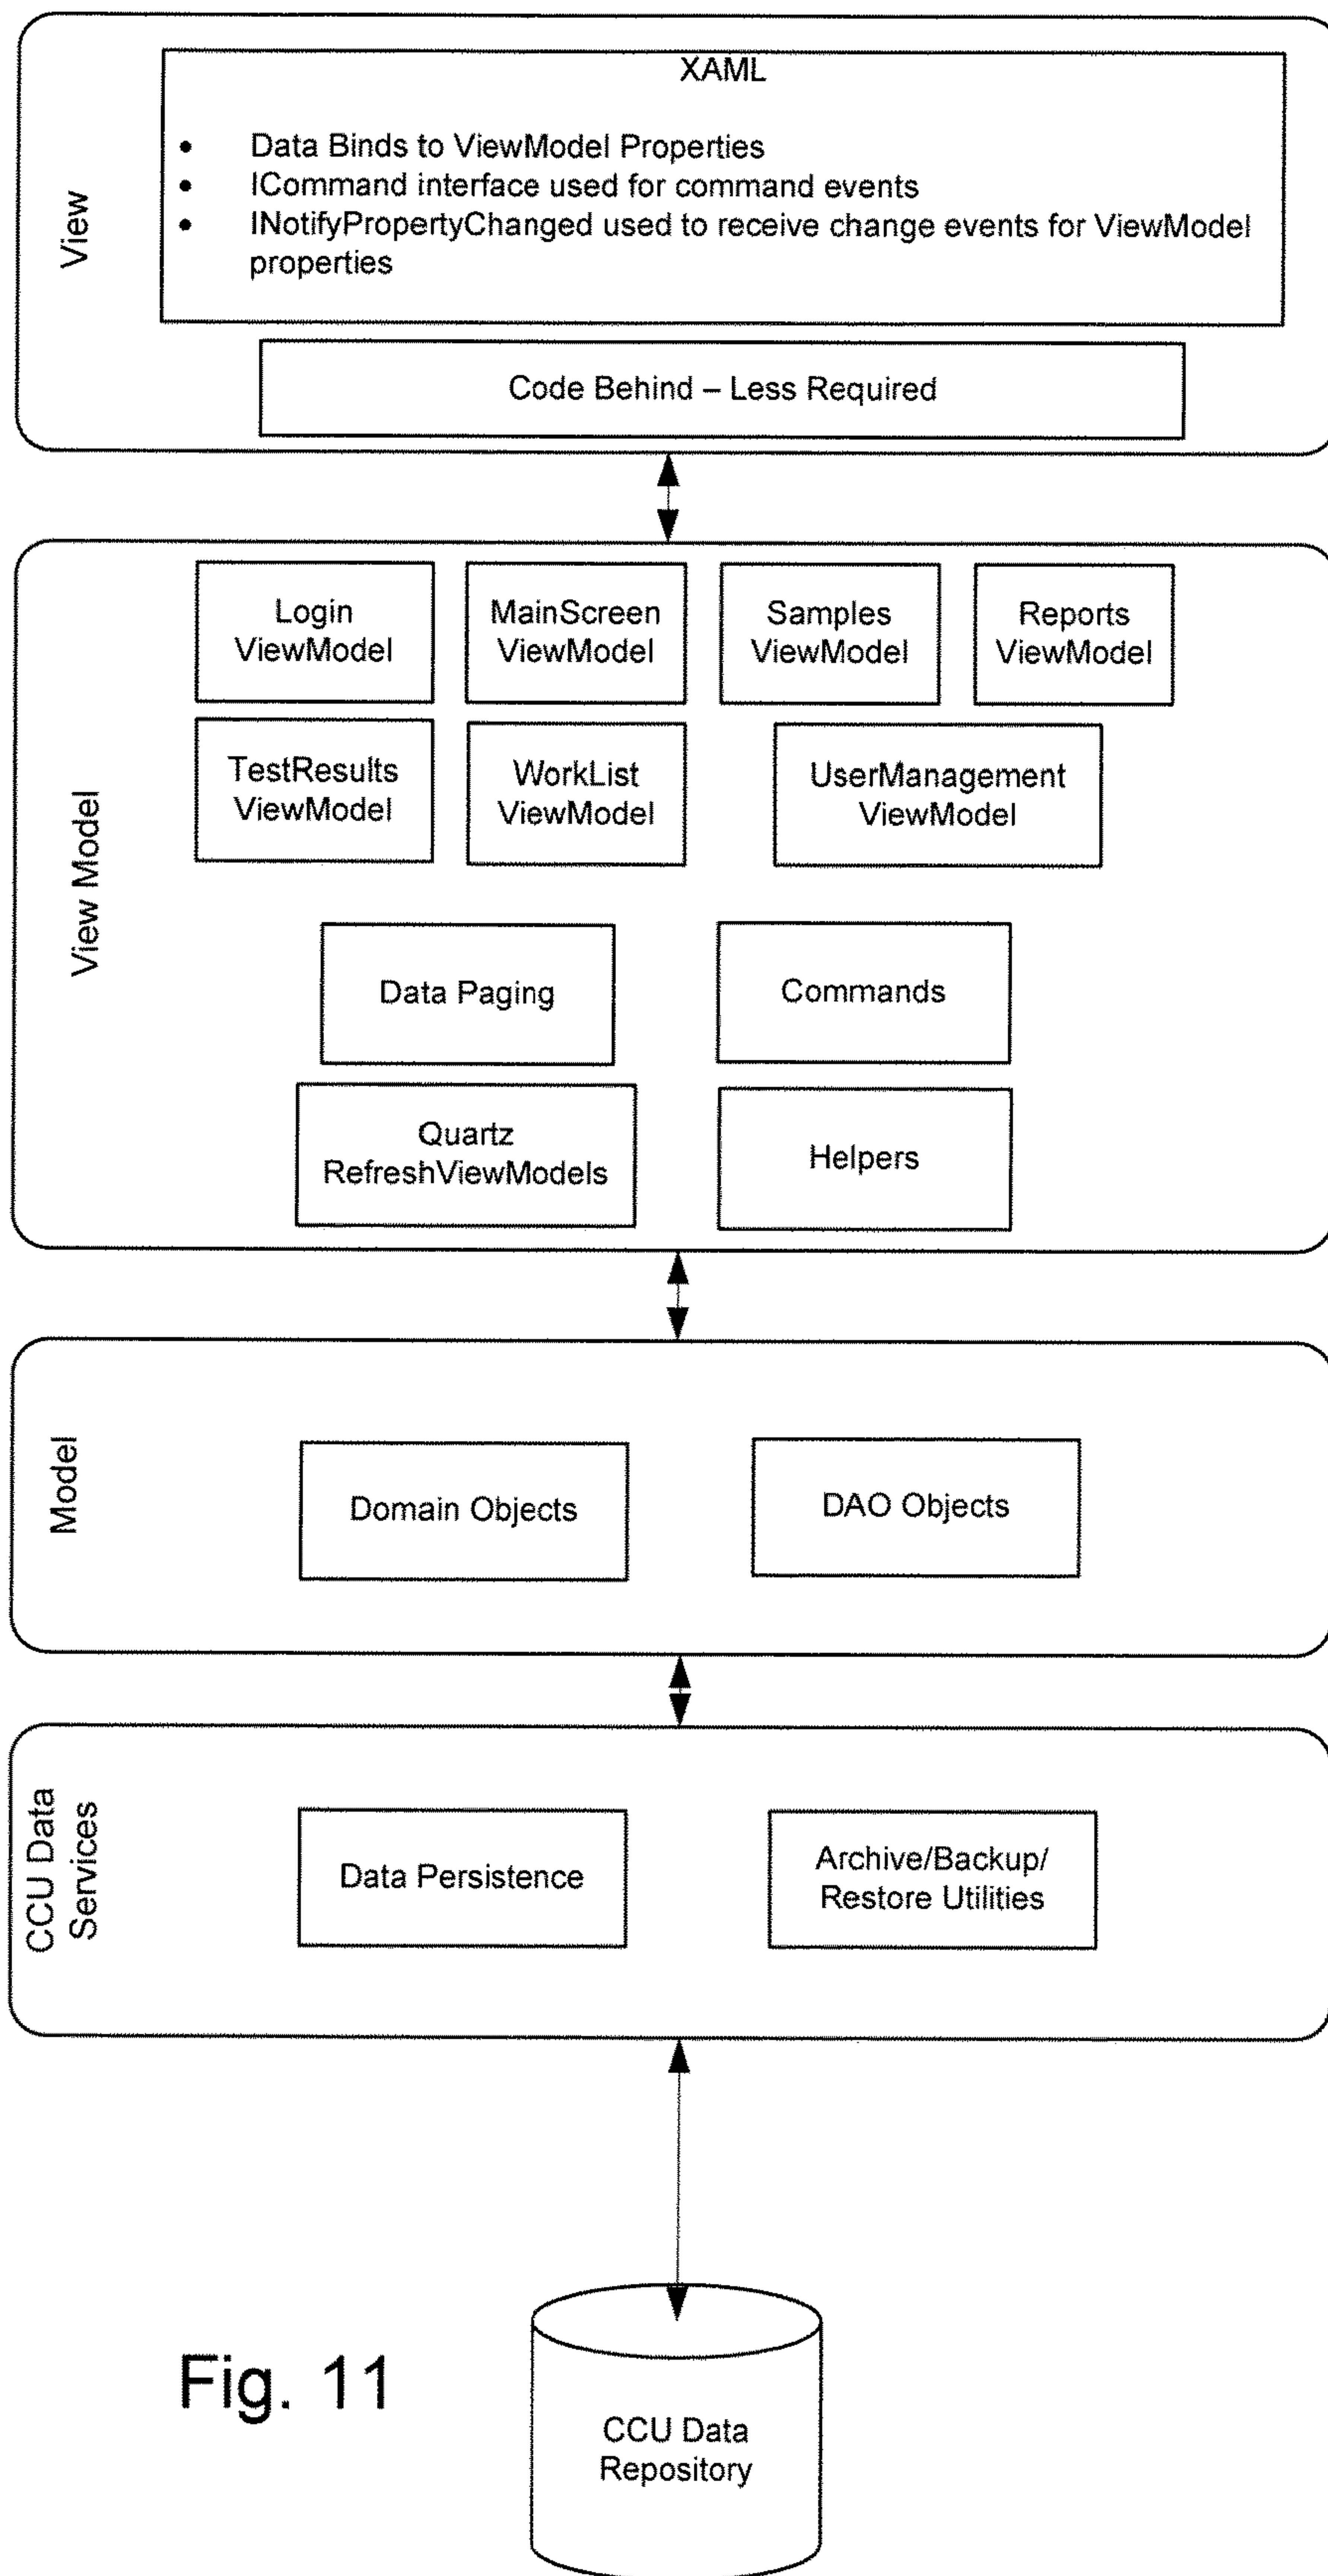 XAML
View
• Data Binds to ViewModel Properties
• ICommand interface used for command events
• INotifyPropertyChanged used to receive change events for ViewModel
properties
Code Behind – Less Required
View Model
Login
ViewModel
MainScreen
ViewModel
Samples
ViewModel
Reports
ViewModel
TestResults
ViewModel
WorkList
ViewModel
UserManagement
ViewModel
Data Paging
Commands
Quartz
RefreshViewModels
Helpers
Model
Domain Objects
DAO Objects
CCU Data
Services
Data Persistence
Archive/Backup/
Restore Utilities
Fig. 11
CCU Data
Repository